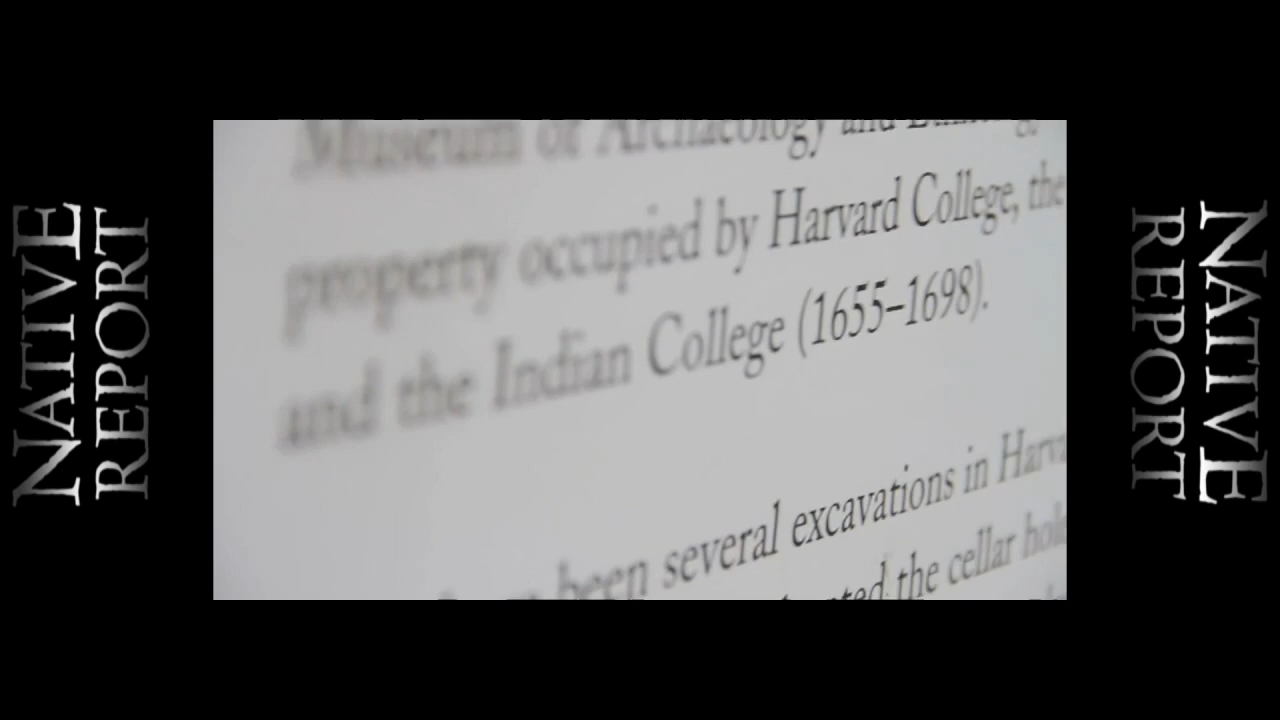 NATIVE
REPORT
Museum of Archaeology and
property occupied by Harvard College, the
and the Indian College (1655–1698).
been several excavations in
the cellar
NATIVE
REPORT